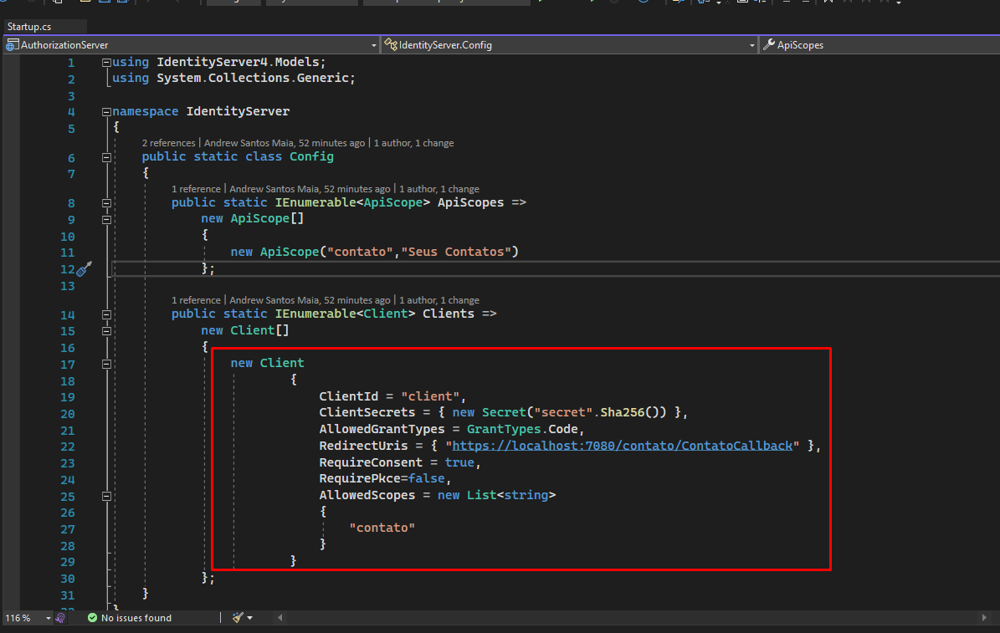 Startup.cs
AuthorizationServer IdentityServer.Config ApiScopes
1 using IdentityServer4.Models;
2 using System.Collections.Generic;
3
4 namespace IdentityServer
5 {
2 references | Andrew Santos Maia, 52 minutes ago | 1 author, 1 change
6 public static class Config
7 {
1 reference | Andrew Santos Maia, 52 minutes ago | 1 author, 1 change
8 public static IEnumerable<ApiScope> ApiScopes =>
9 new ApiScope[]
10 {
11 new ApiScope("contato","Seus Contatos")
12 };
13
1 reference | Andrew Santos Maia, 52 minutes ago | 1 author, 1 change
14 public static IEnumerable<Client> Clients =>
15 new Client[]
16 {
17 new Client
18 {
19 ClientId = "client",
20 ClientSecrets = { new Secret("secret".Sha256()) },
21 AllowedGrantTypes = GrantTypes.Code,
22 RedirectUris = { "https://localhost:7080/contato/ContatoCallback" },
23 RequireConsent = true,
24 RequirePkce=false,
25 AllowedScopes = new List<string>
26 {
27 "contato"
28 }
29 }
30 };
31 }
32 }
116 % No issues found